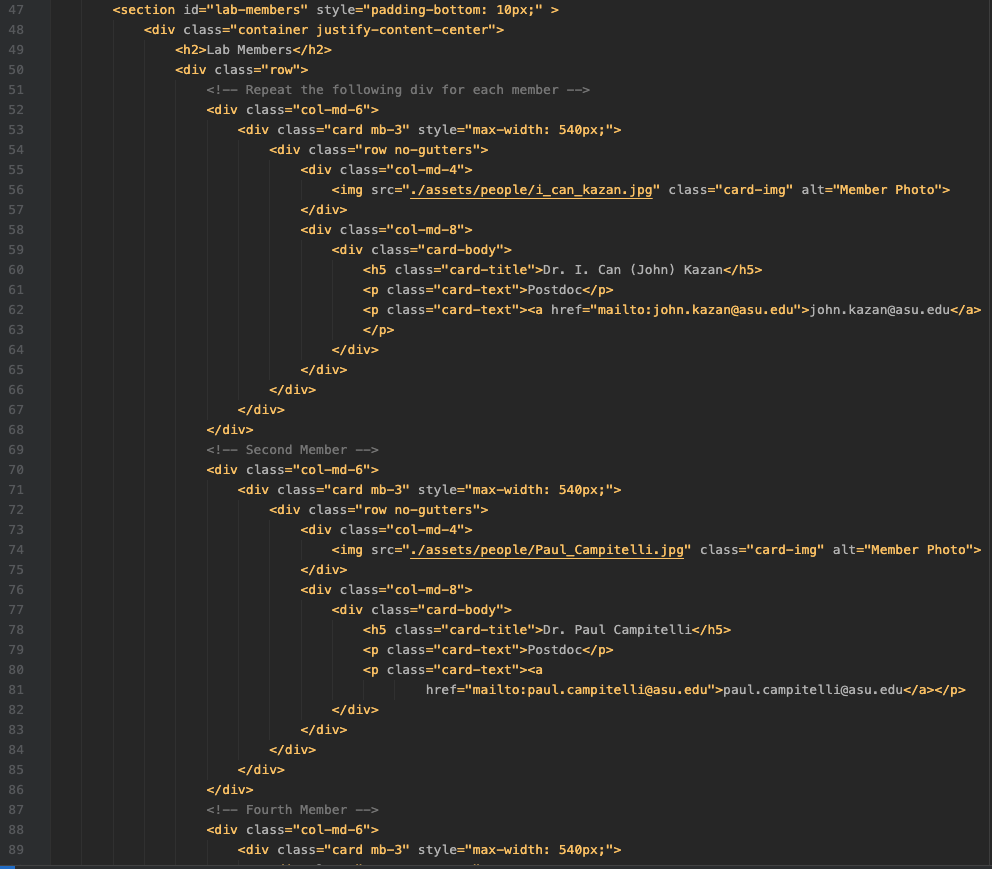 47 <section id="lab-members" style="padding-bottom: 10px;" >
48 <div class="container justify-content-center">
49 <h2>Lab Members</h2>
50 <div class="row">
51 <!-- Repeat the following div for each member -->
52 <div class="col-md-6">
53 <div class="card mb-3" style="max-width: 540px;">
54 <div class="row no-gutters">
55 <div class="col-md-4">
56 <img src="./assets/people/i_can_kazan.jpg" class="card-img" alt="Member Photo">
57 </div>
58 <div class="col-md-8">
59 <div class="card-body">
60 <h5 class="card-title">Dr. I. Can (John) Kazan</h5>
61 <p class="card-text">Postdoc</p>
62 <p class="card-text"><a href="mailto:john.kazan@asu.edu">john.kazan@asu.edu</a>
63 </p>
64 </div>
65 </div>
66 </div>
67 </div>
68 </div>
69 <!-- Second Member -->
70 <div class="col-md-6">
71 <div class="card mb-3" style="max-width: 540px;">
72 <div class="row no-gutters">
73 <div class="col-md-4">
74 <img src="./assets/people/Paul_Campitelli.jpg" class="card-img" alt="Member Photo">
75 </div>
76 <div class="col-md-8">
77 <div class="card-body">
78 <h5 class="card-title">Dr. Paul Campitelli</h5>
79 <p class="card-text">Postdoc</p>
80 <p class="card-text"><a
81 href="mailto:paul.campitelli@asu.edu">paul.campitelli@asu.edu</a></p>
82 </div>
83 </div>
84 </div>
85 </div>
86 </div>
87 <!-- Fourth Member -->
88 <div class="col-md-6">
89 <div class="card mb-3" style="max-width: 540px;">